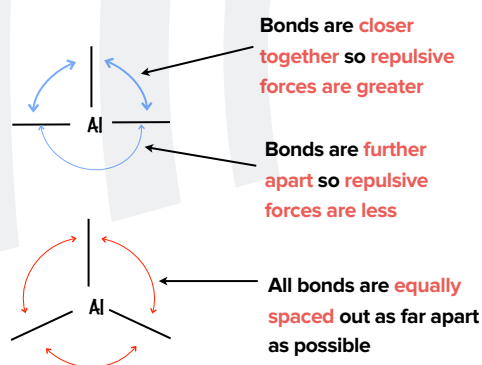 Bonds are closer
together so repulsive
forces are greater
Al
Bonds are further
apart so repulsive
forces are less
Al
All bonds are equally
spaced out as far apart
as possible